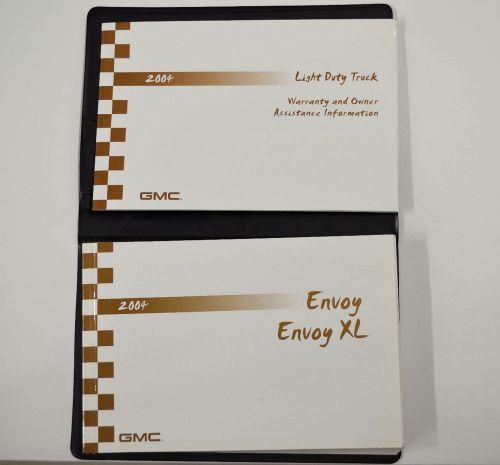 2004
Light Duty Truck
Warranty and Owner
Assistance Information
GMC
2004
Envoy
Envoy XL
GMC